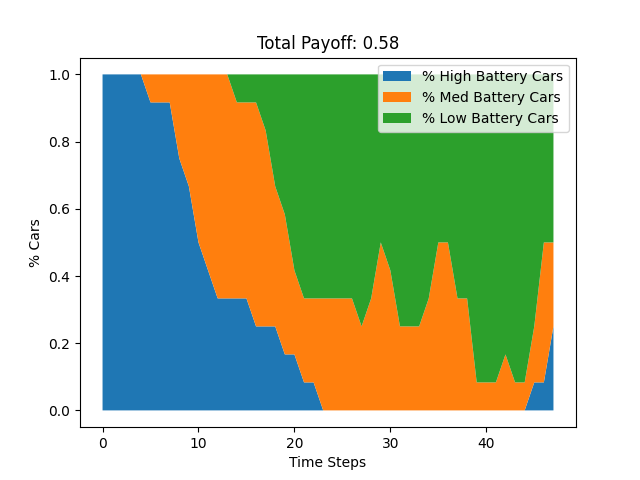 Total Payoff: 0.58
% High Battery Cars
% Med Battery Cars
% Low Battery Cars
1.0
0.8
0.6
0.4
0.2
0.0
% Cars
0 10 20 30 40
Time Steps